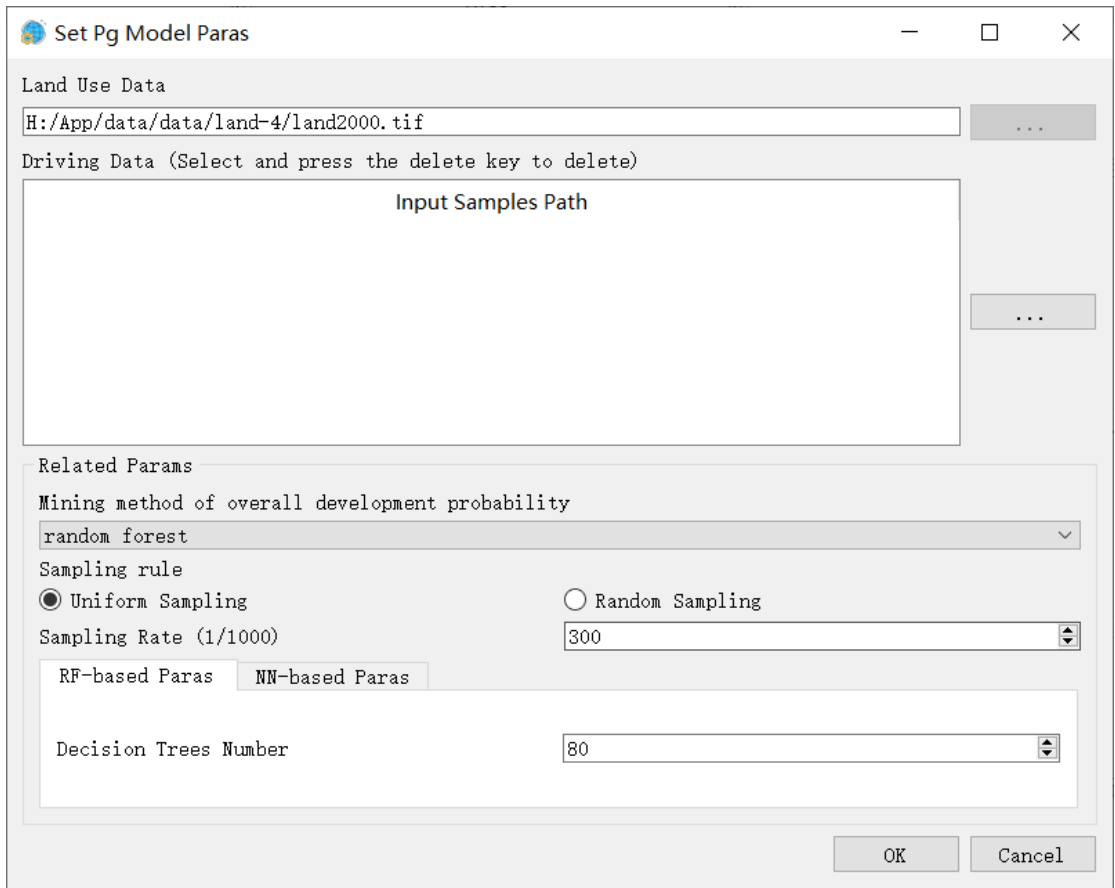 Set Pg Model Paras
Land Use Data
H:/App/data/data/land-4/land2000.tif
...
Driving Data (Select and press the delete key to delete)
Input Samples Path
...
Related Params
Mining method of overall development probability
random forest
Sampling rule
Uniform Sampling Random Sampling
Sampling Rate (1/1000) 300
RF-based Paras NN-based Paras
Decision Trees Number 80
OK Cancel